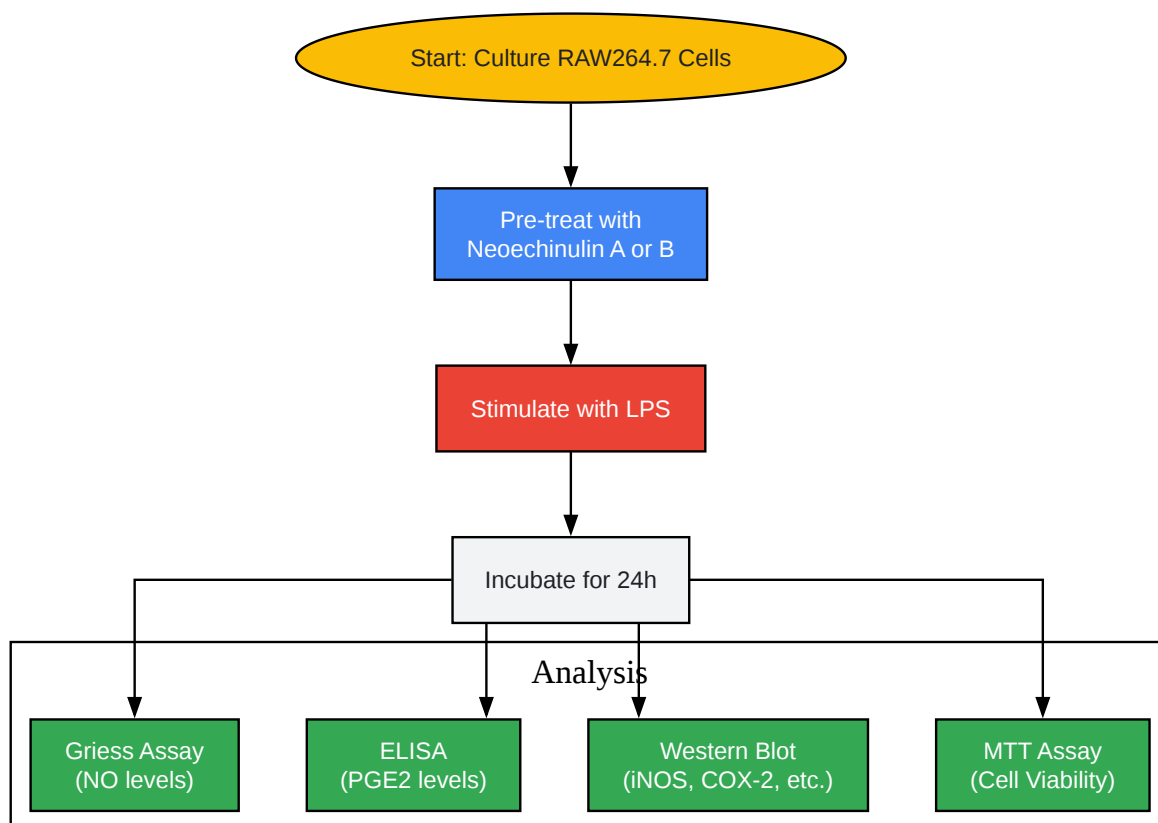 Start: Culture RAW264.7 Cells
Pre-treat with
Neoechinulin A or B
Stimulate with LPS
Incubate for 24h
Analysis
Griess Assay
(NO levels)
ELISA
(PGE2 levels)
Western Blot
(iNOS, COX-2, etc.)
MTT Assay
(Cell Viability)